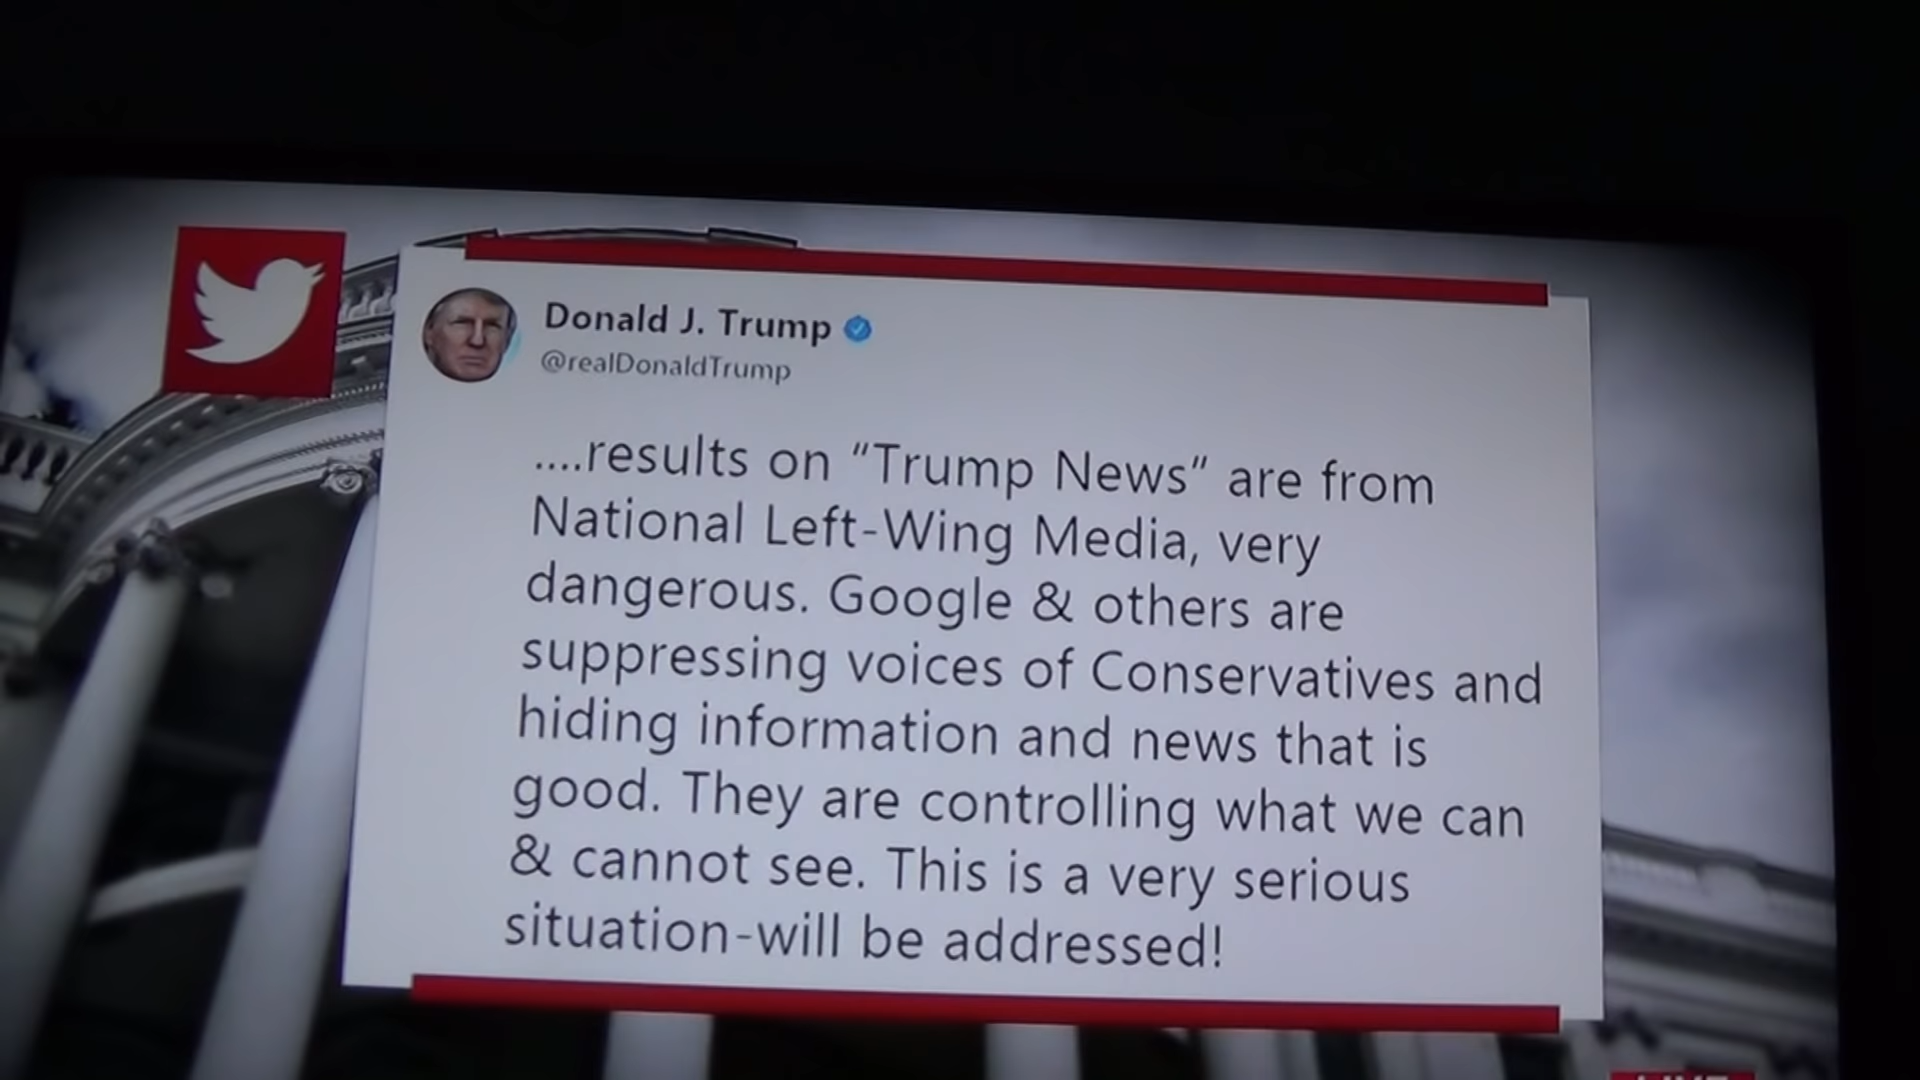 Donald J. Trump
@realDonaldTrump
....results on "Trump News" are from
National Left-Wing Media, very
dangerous. Google & others are
suppressing voices of Conservatives and
hiding information and news that is
good. They are controlling what we can
& cannot see. This is a very serious
situation-will be addressed!